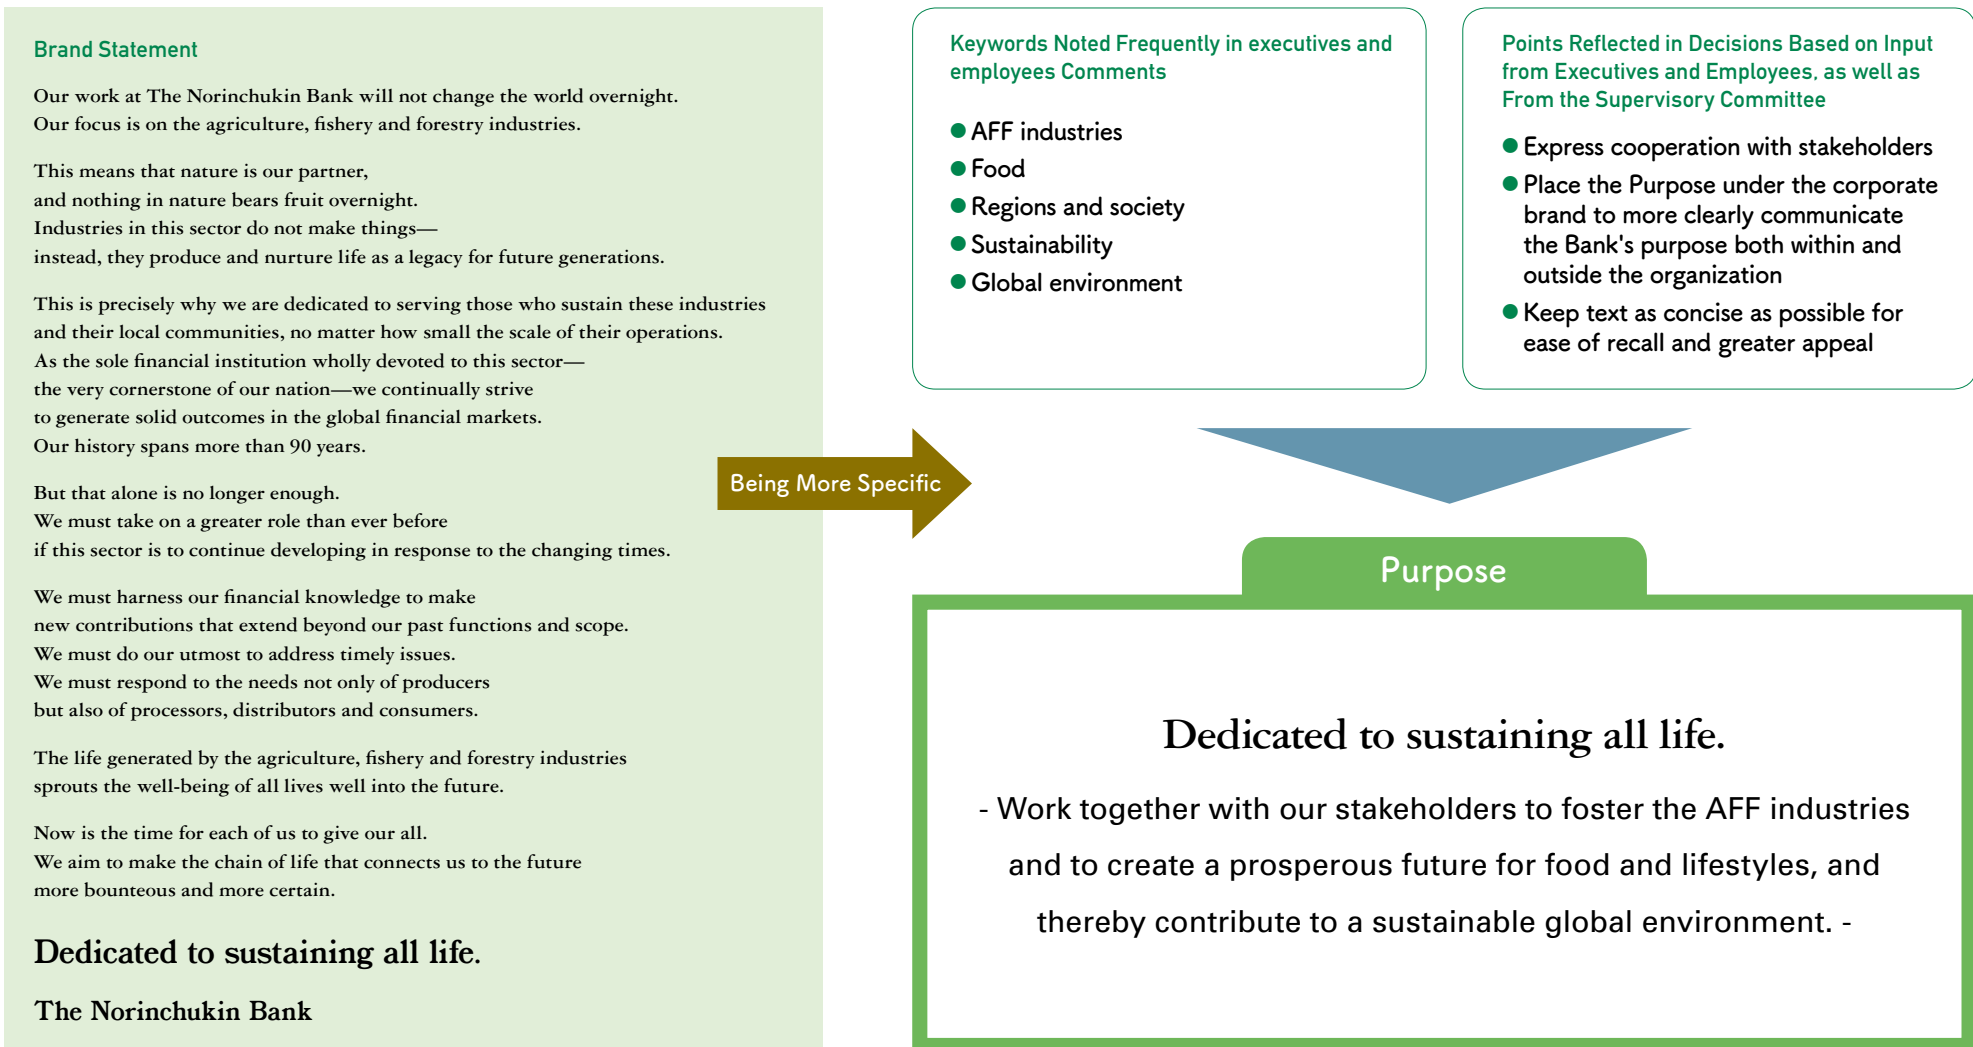 Brand Statement
Our work at The Norinchukin Bank will not change the world overnight.
Our focus is on the agriculture, fishery and forestry industries.
This means that nature is our partner,
and nothing in nature bears fruit overnight.
Industries in this sector do not make things—
instead, they produce and nurture life as a legacy for future generations.
This is precisely why we are dedicated to serving those who sustain these industries
and their local communities, no matter how small the scale of their operations.
As the sole financial institution wholly devoted to this sector—
the very cornerstone of our nation—we continually strive
to generate solid outcomes in the global financial markets.
Our history spans more than 90 years.
But that alone is no longer enough.
We must take on a greater role than ever before
if this sector is to continue developing in response to the changing times.
We must harness our financial knowledge to make
new contributions that extend beyond our past functions and scope.
We must do our utmost to address timely issues.
We must respond to the needs not only of producers
but also of processors, distributors and consumers.
The life generated by the agriculture, fishery and forestry industries
sprouts the well-being of all lives well into the future.
Now is the time for each of us to give our all.
We aim to make the chain of life that connects us to the future
more bounteous and more certain.
Dedicated to sustaining all life.
The Norinchukin Bank
Being More Specific
Keywords Noted Frequently in executives and
employees Comments
● AFF industries
● Food
● Regions and society
● Sustainability
● Global environment
Points Reflected in Decisions Based on Input
from Executives and Employees, as well as
From the Supervisory Committee
● Express cooperation with stakeholders
● Place the Purpose under the corporate
brand to more clearly communicate
the Bank's purpose both within and
outside the organization
● Keep text as concise as possible for
ease of recall and greater appeal
Purpose
Dedicated to sustaining all life.
- Work together with our stakeholders to foster the AFF industries
and to create a prosperous future for food and lifestyles, and
thereby contribute to a sustainable global environment. -